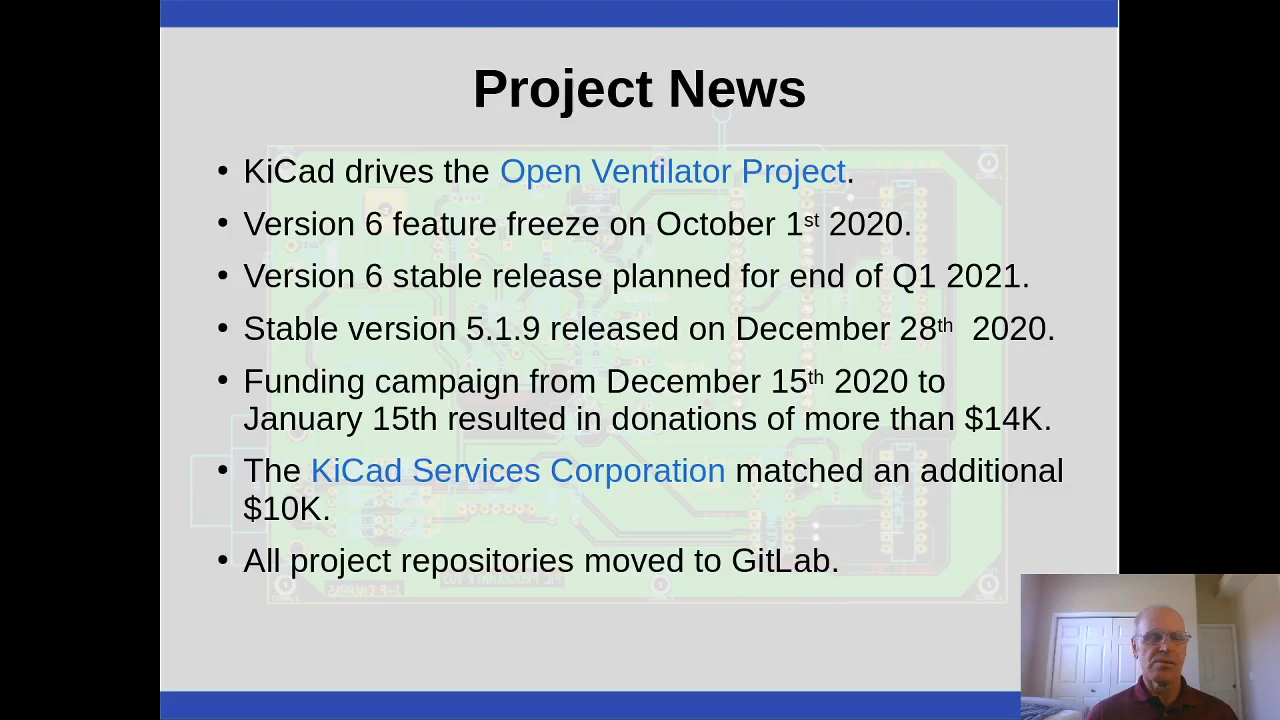 Project News
• KiCad drives the Open Ventilator Project.
• Version 6 feature freeze on October 1st 2020.
• Version 6 stable release planned for end of Q1 2021.
• Stable version 5.1.9 released on December 28th 2020.
• Funding campaign from December 15th 2020 to
January 15th resulted in donations of more than $14K.
• The KiCad Services Corporation matched an additional
$10K.
• All project repositories moved to GitLab.